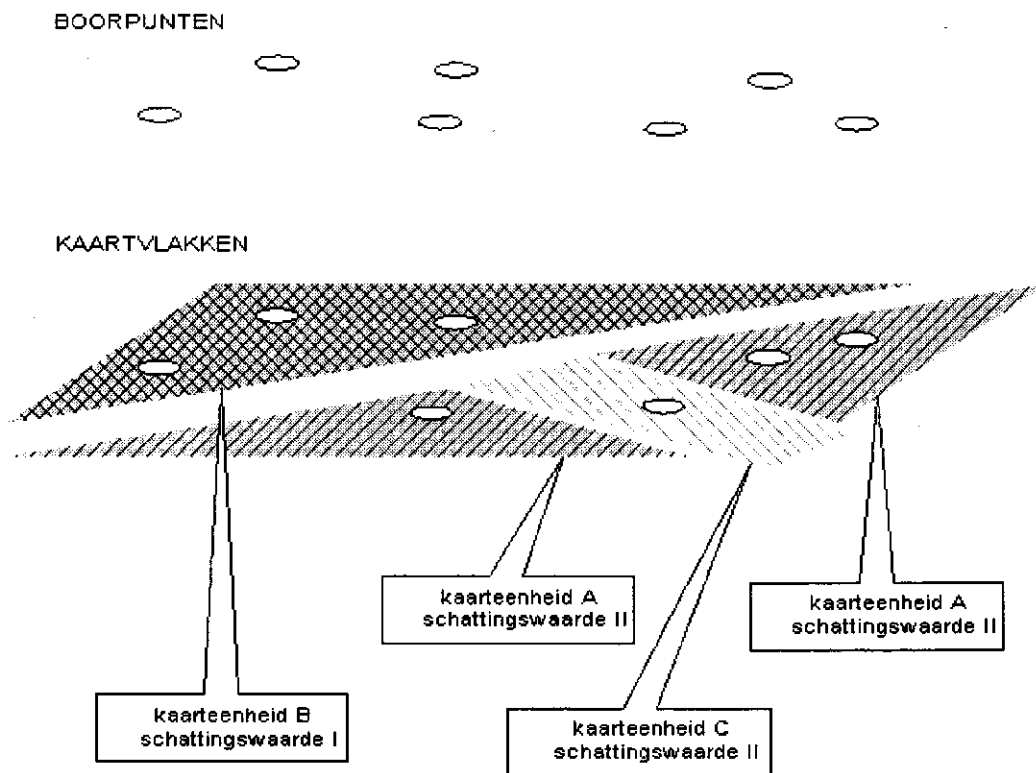 BOORPUNTEN
KAARTVLAKKEN
kaarteenheid A
schattingswaarde II
kaarteenheid A
schattingswaarde II
kaarteenheid B
schattingswaarde I
kaarteenheid C
schattingswaarde II